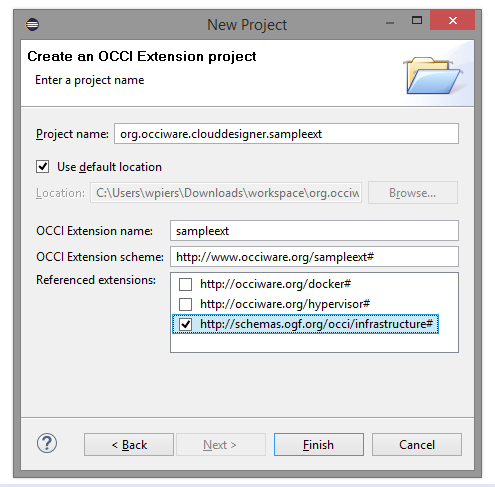 New Project
Create an OCCI Extension project
Enter a project name
Project name: org.occiware.clouddesigner.sampleext
Use default location
Location: C:\Users\wpiers\Downloads\workspace\org.occiw Browse...
OCCI Extension name: sampleext
OCCI Extension scheme: http://www.occiware.org/sampleext#
Referenced extensions: http://occiware.org/docker#
http://occiware.org/hypervisor#
http://schemas.ogf.org/occi/infrastructure#
? < Back Next > Finish Cancel